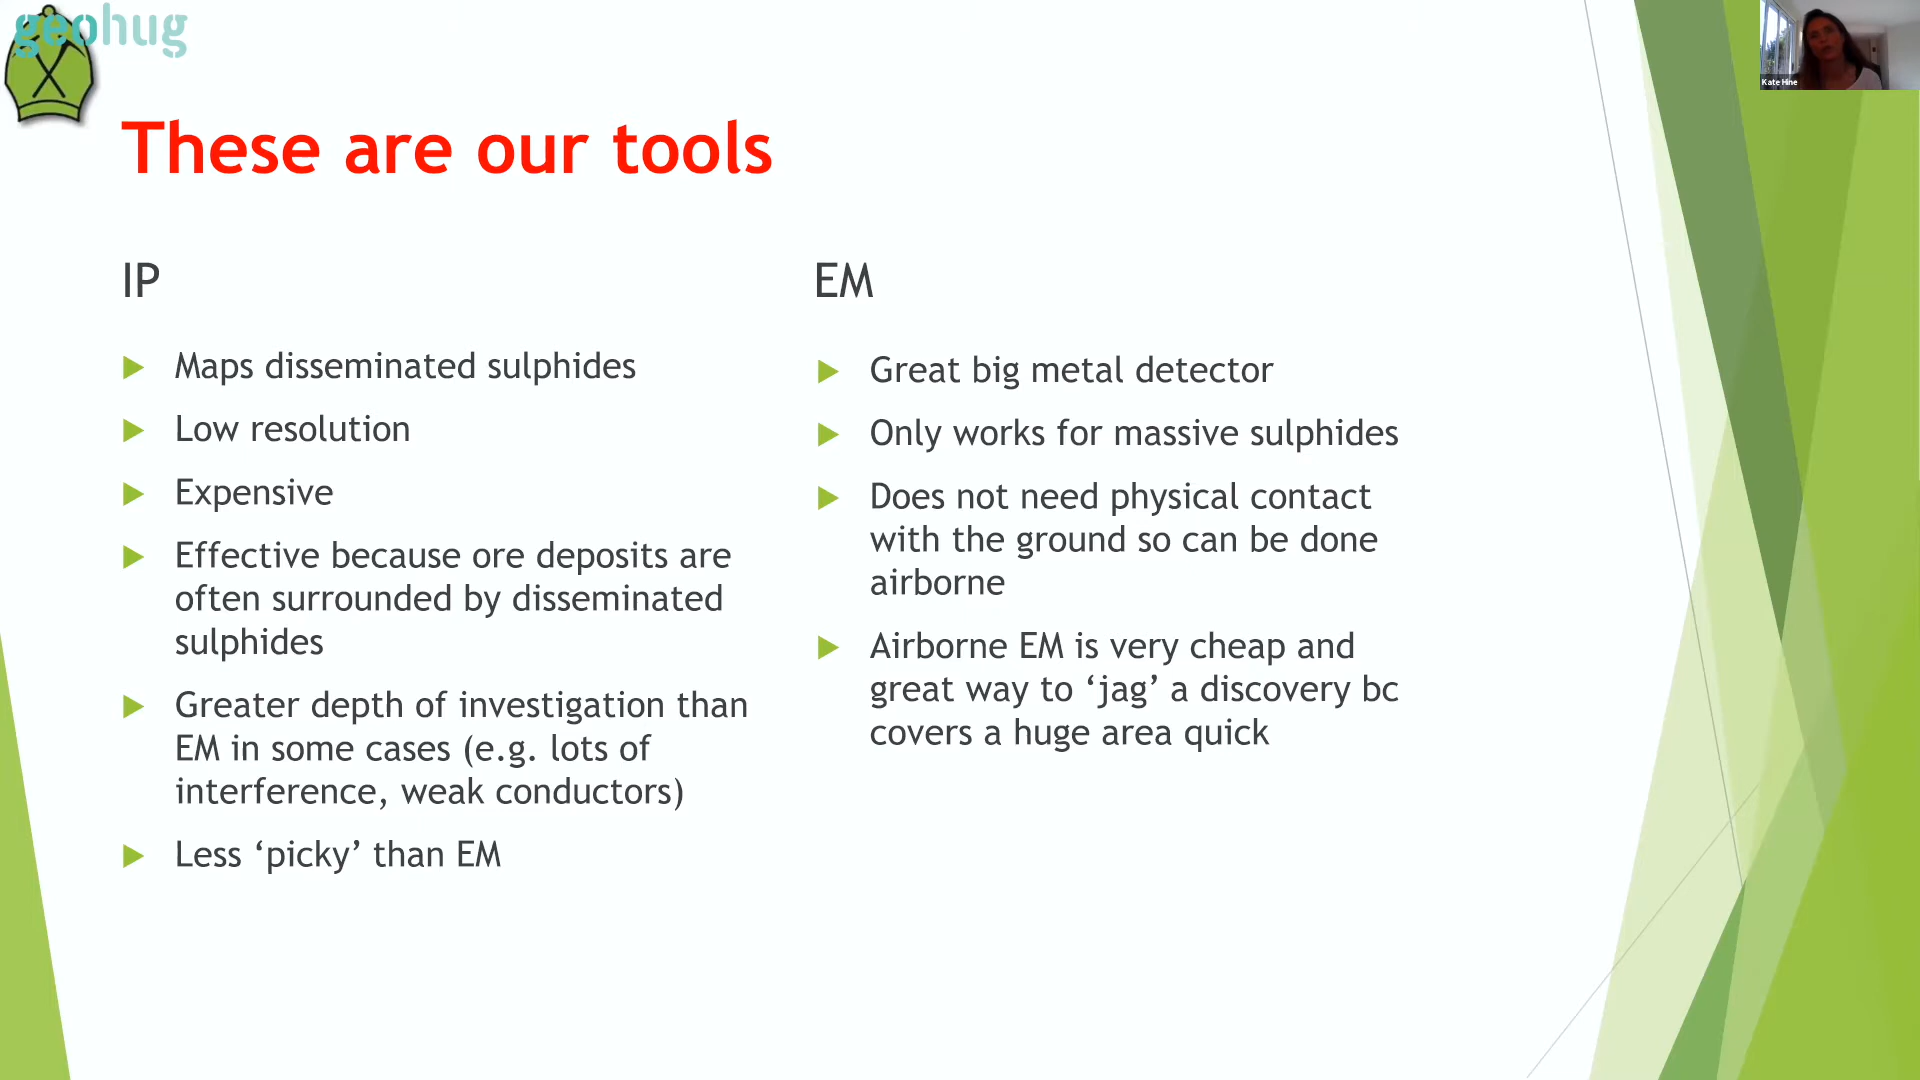 geohug
Kate Hine
These are our tools
IP
Maps disseminated sulphides
Low resolution
Expensive
Effective because ore deposits are
often surrounded by disseminated
sulphides
Greater depth of investigation than
EM in some cases (e.g. lots of
interference, weak conductors)
Less ‘picky’ than EM
EM
Great big metal detector
Only works for massive sulphides
Does not need physical contact
with the ground so can be done
airborne
Airborne EM is very cheap and
great way to ‘jag’ a discovery bc
covers a huge area quick